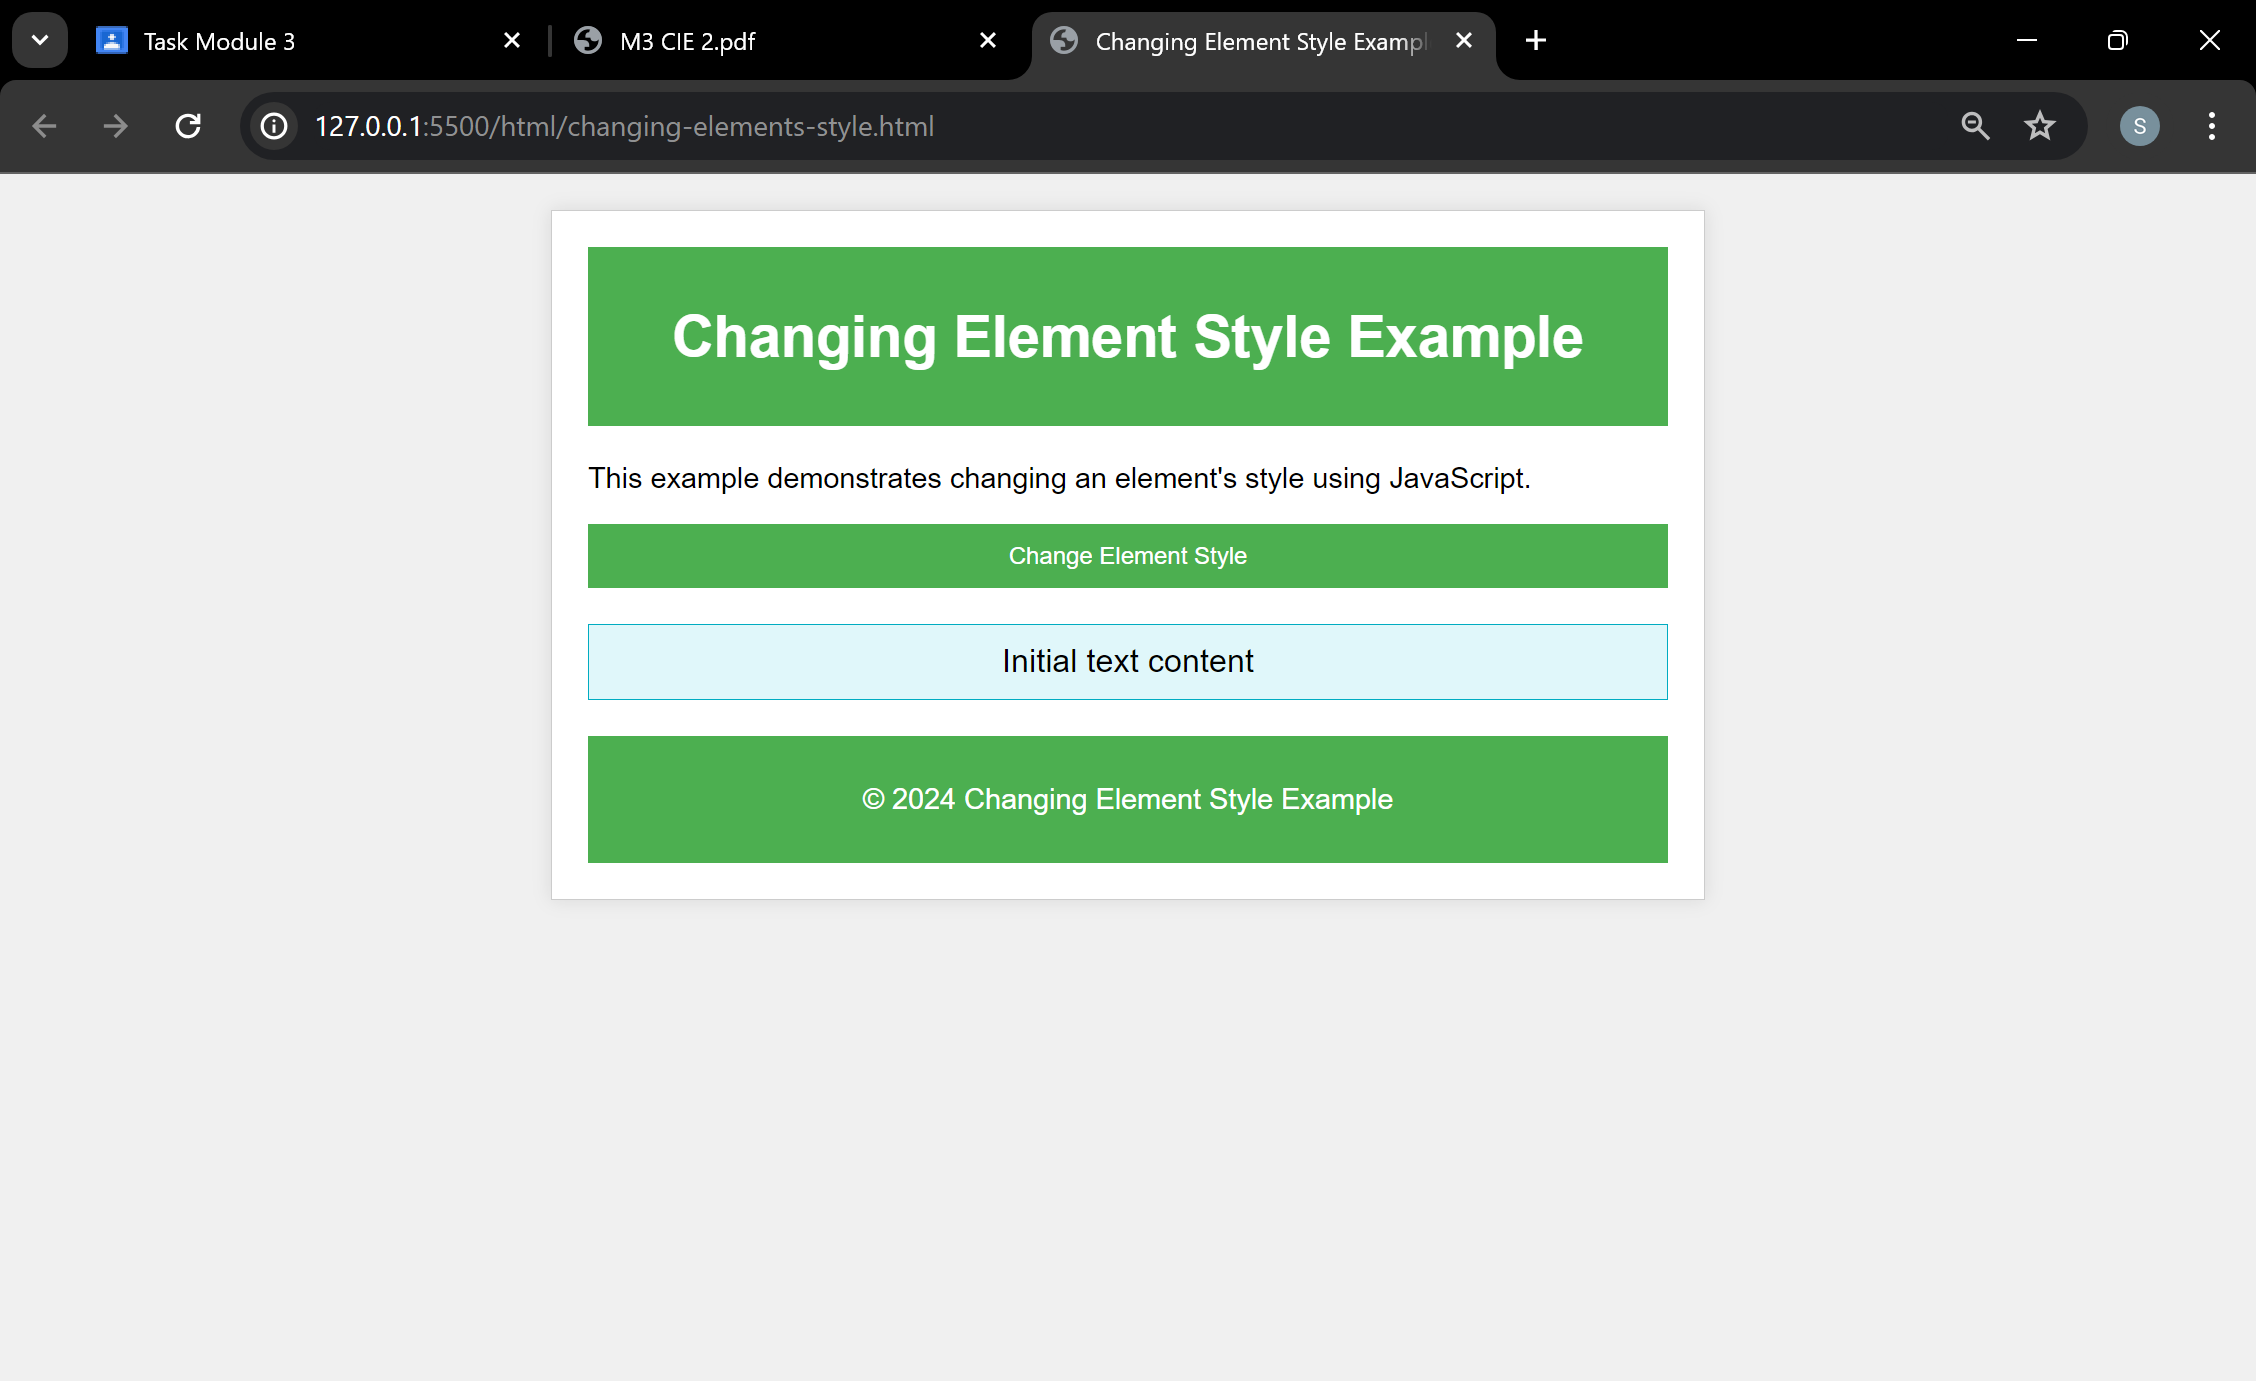 Task Module 3
M3 CIE 2.pdf
Changing Element Style Exampl
127.0.0.1:5500/html/changing-elements-style.html
S
Changing Element Style Example
This example demonstrates changing an element's style using JavaScript.
Change Element Style
Initial text content
© 2024 Changing Element Style Example